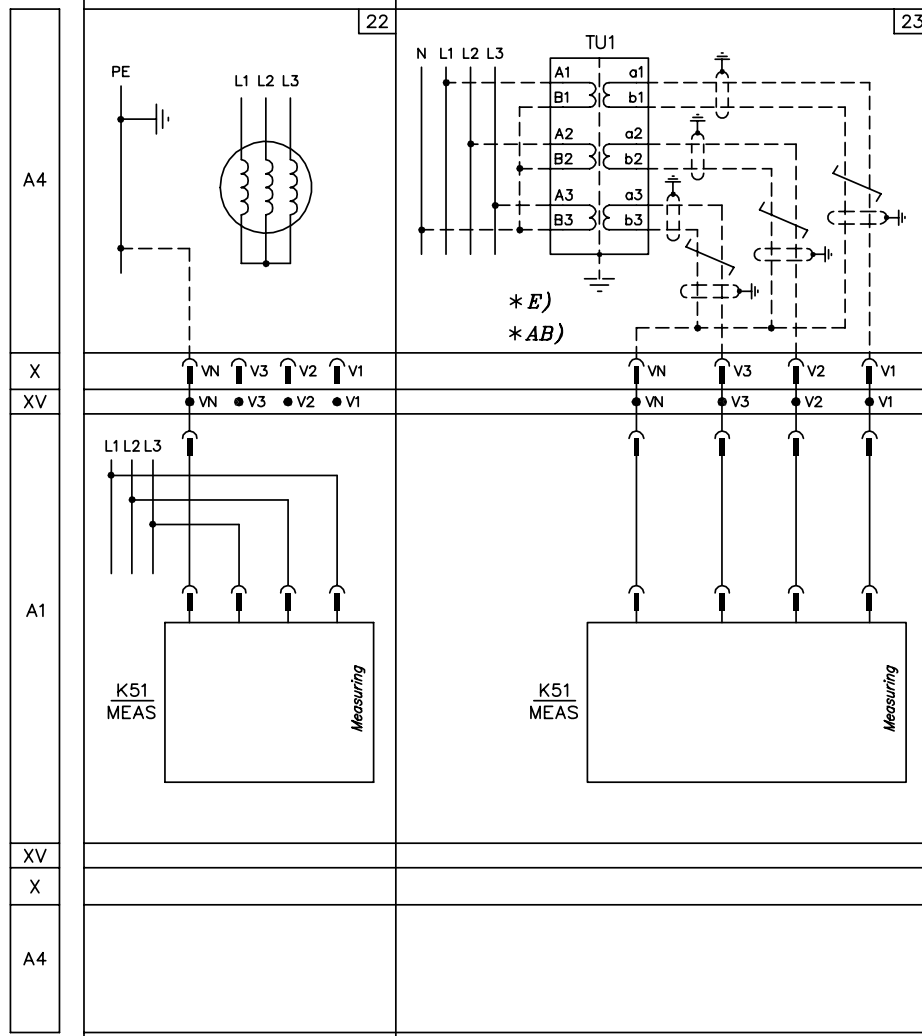 22
23
PE
L1 L2 L3
N L1 L2 L3
TU1
A1 a1
B1 b1
A2 a2
B2 b2
A3 a3
B3 b3
A4
*E)
*AB)
X
VN V3 V2 V1
VN V3 V2 V1
XV
VN V3 V2 V1
VN V3 V2 V1
L1 L2 L3
A1
K51
MEAS
Measuring
K51
MEAS
Measuring
XV
X
A4